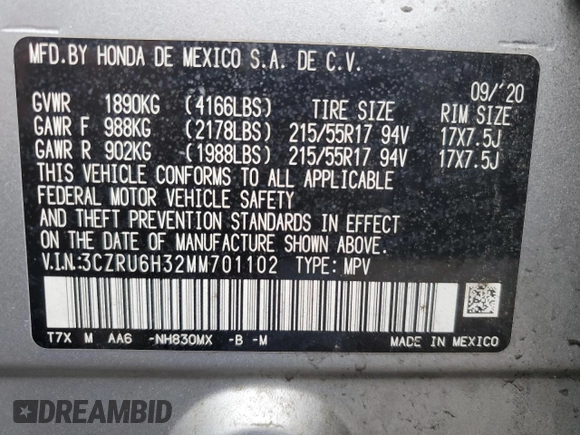 MFD.BY HONDA DE MEXICO S.A. DE C.V.
09/'20
GVWR 1890KG (4166LBS) TIRE SIZE RIM SIZE
GAWR F 988KG (2178LBS) 215/55R17 94V 17X7.5J
GAWR R 902KG (1988LBS) 215/55R17 94V 17X7.5J
THIS VEHICLE CONFORMS TO ALL APPLICABLE
FEDERAL MOTOR VEHICLE SAFETY
AND THEFT PREVENTION STANDARDS IN EFFECT
ON THE DATE OF MANUFACTURE SHOWN ABOVE.
V.I.N.:3CZRU6H32MM701102 TYPE: MPV
T7X M AA6 -NH830MX -B -M
MADE IN MEXICO
DREAMBID